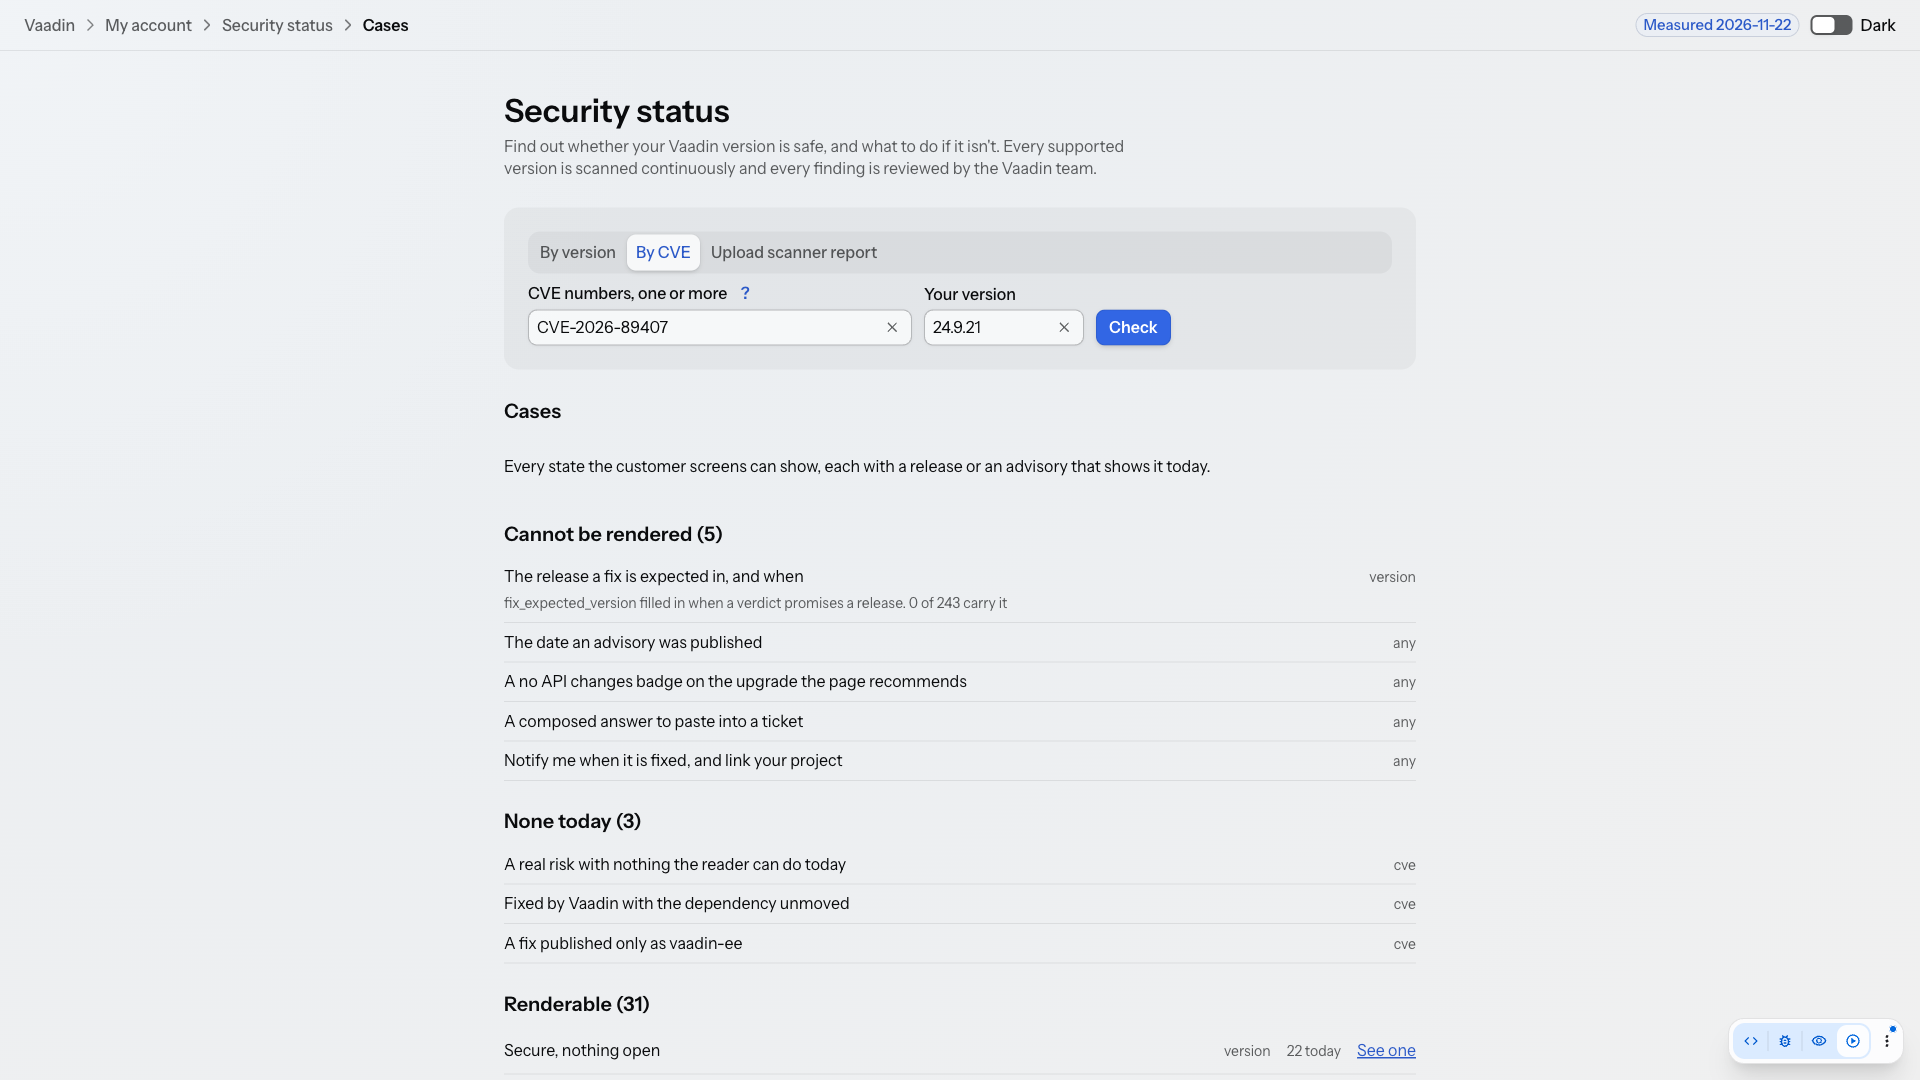 Vaadin > My account > Security status > Cases
Measured 2026-11-22
Dark
Security status
Find out whether your Vaadin version is safe, and what to do if it isn't. Every supported
version is scanned continuously and every finding is reviewed by the Vaadin team.
By version By CVE Upload scanner report
CVE numbers, one or more ?
Your version
CVE-2026-89407
24.9.21
Check
Cases
Every state the customer screens can show, each with a release or an advisory that shows it today.
Cannot be rendered (5)
The release a fix is expected in, and when version
fix_expected_version filled in when a verdict promises a release. 0 of 243 carry it
The date an advisory was published any
A no API changes badge on the upgrade the page recommends any
A composed answer to paste into a ticket any
Notify me when it is fixed, and link your project any
None today (3)
A real risk with nothing the reader can do today cve
Fixed by Vaadin with the dependency unmoved cve
A fix published only as vaadin-ee cve
Renderable (31)
Secure, nothing open version 22 today See one